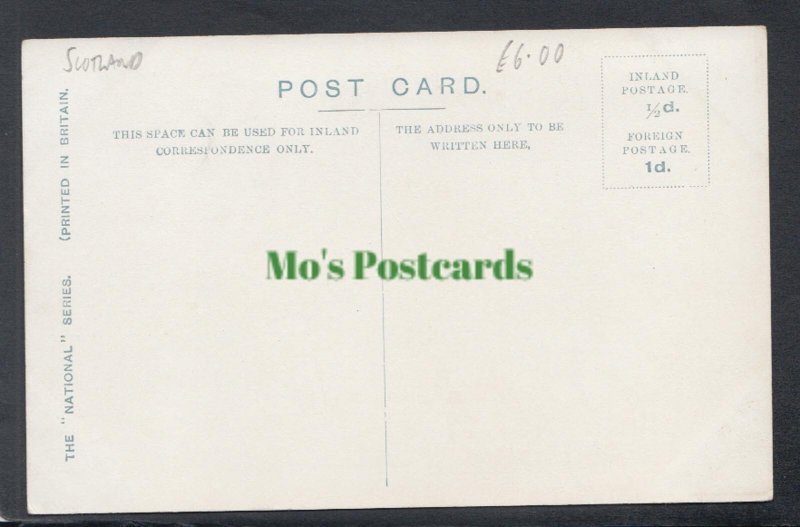 SCOTLAND
£6.00
POST CARD.
THIS SPACE CAN BE USED FOR INLAND
CORRESPONDENCE ONLY.
THE ADDRESS ONLY TO BE
WRITTEN HERE,
INLAND
POSTAGE.
½d.
FOREIGN
POSTAGE.
1d.
THE "NATIONAL" SERIES. (PRINTED IN BRITAIN.
Mo's Postcards